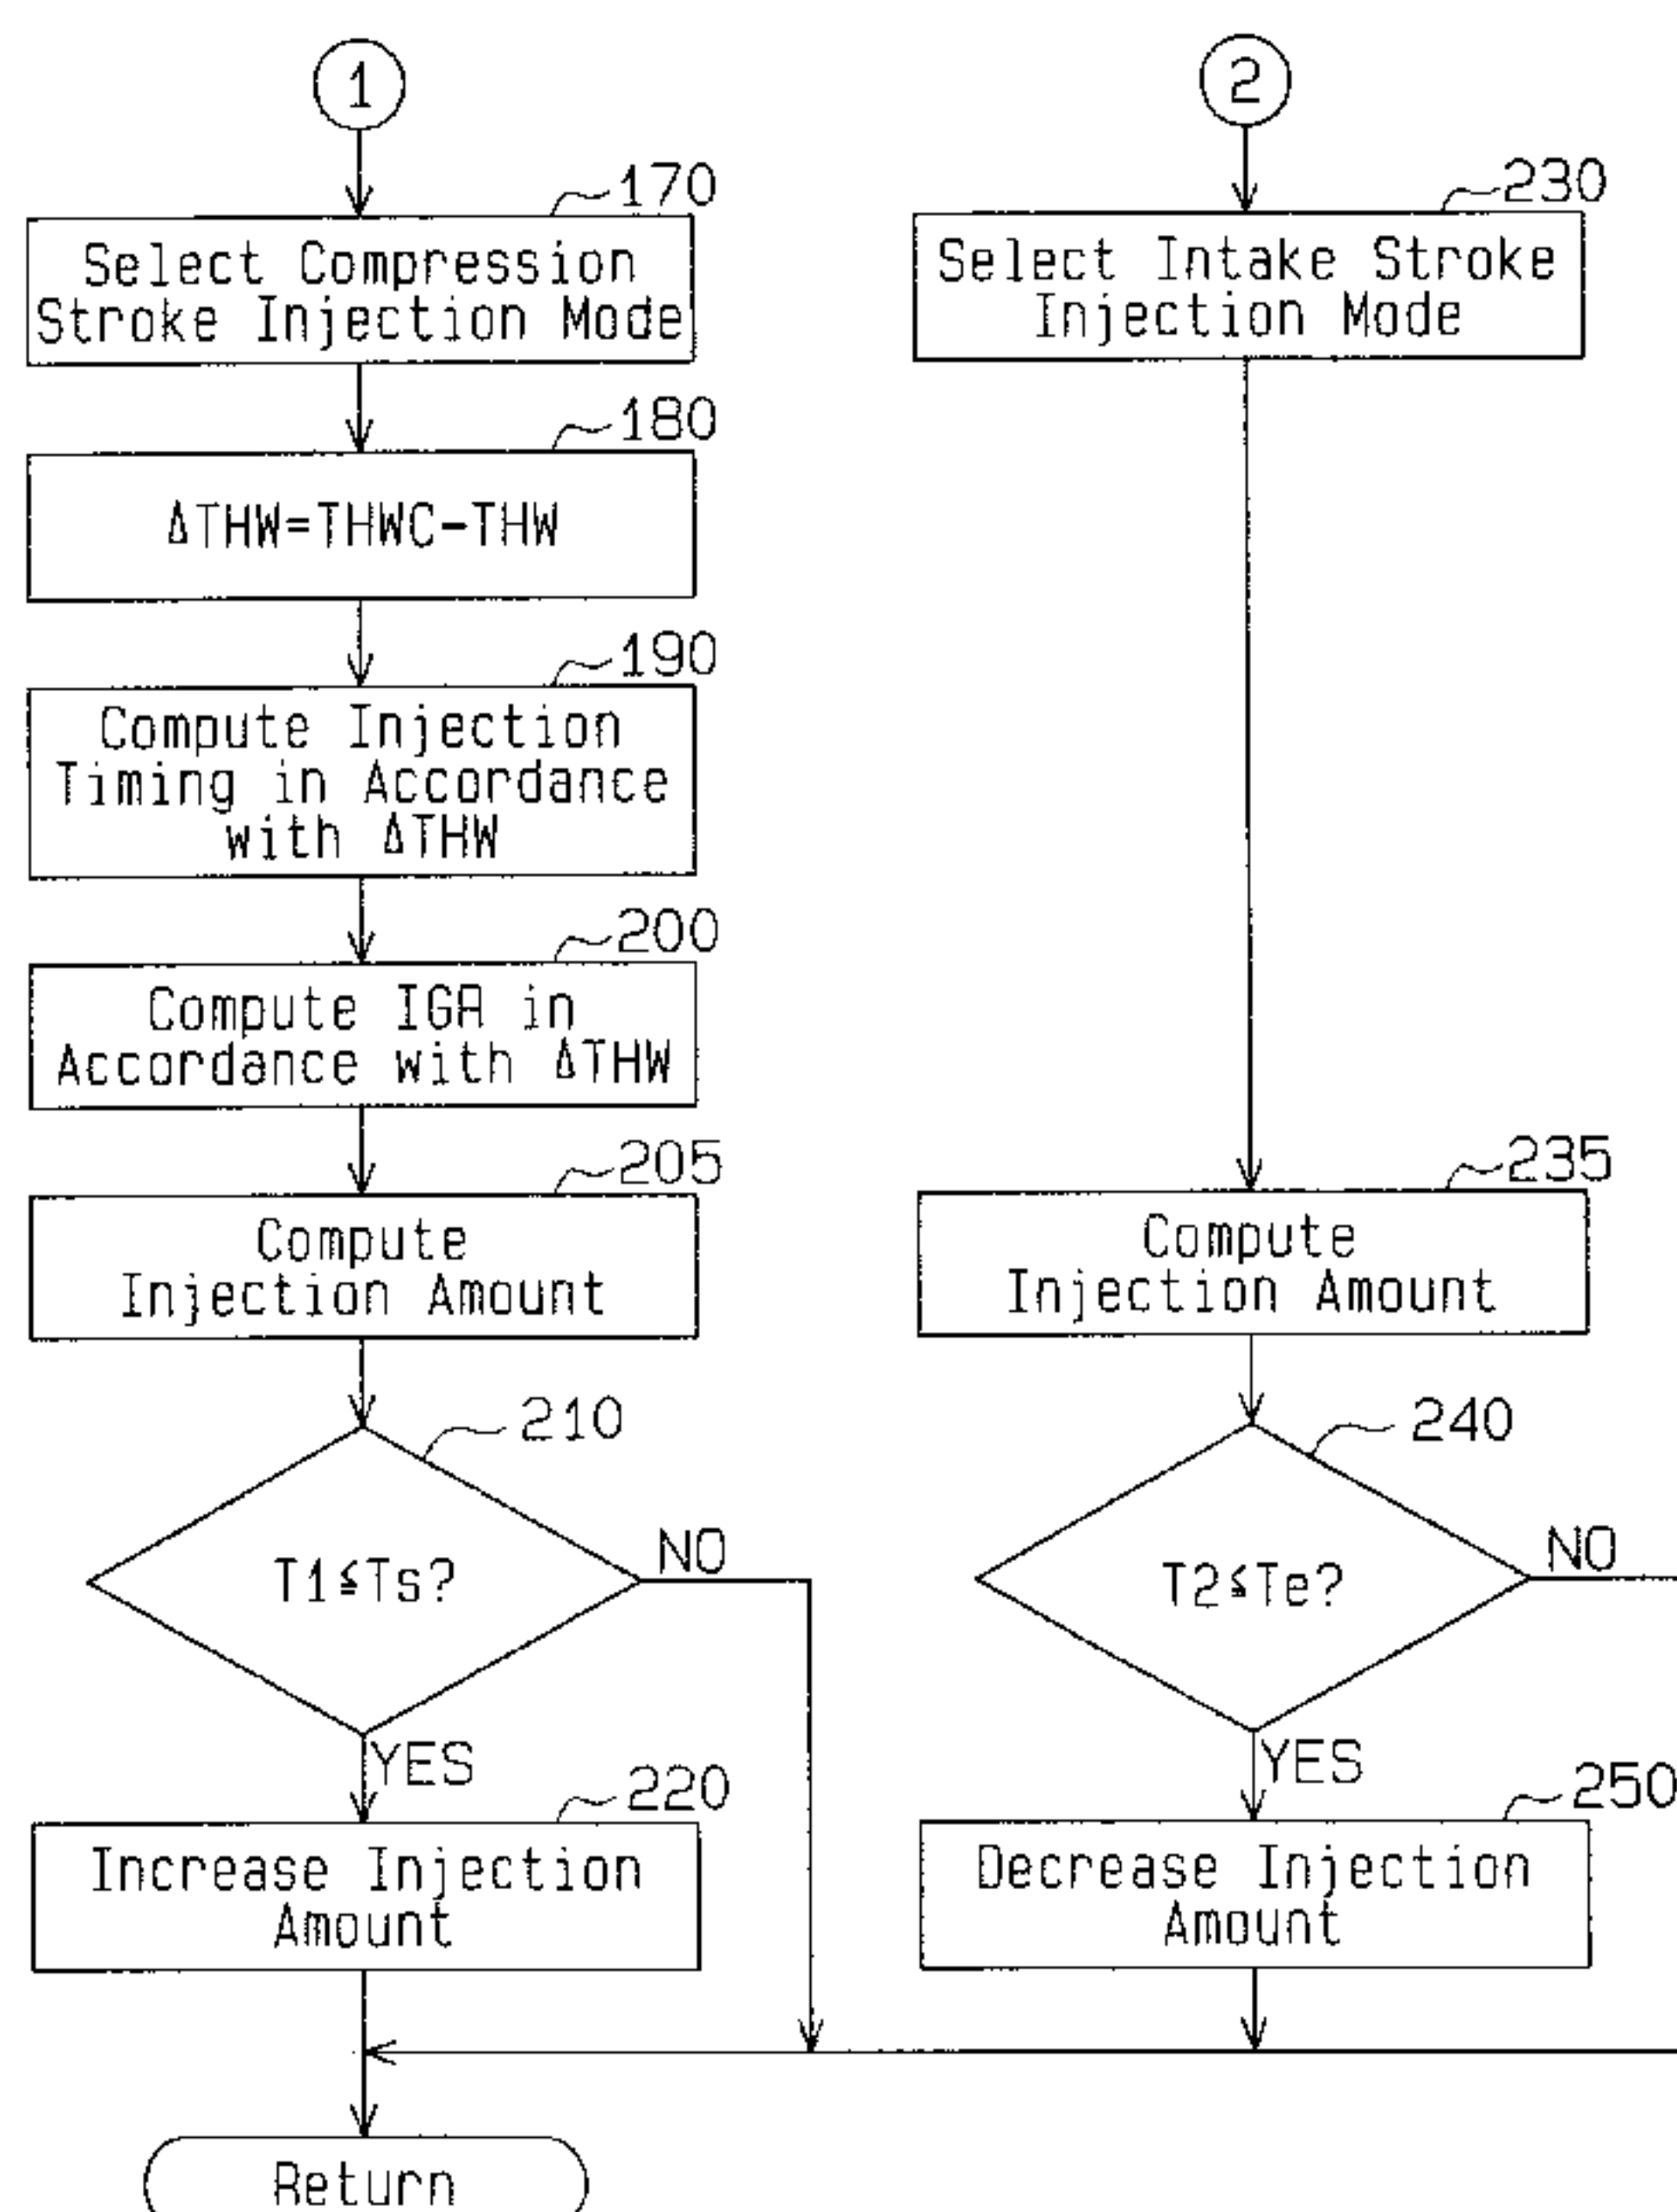 1
170
Select Compression
Stroke Injection Mode
180
ΔTHW=THWC-THW
190
Compute Injection
Timing in Accordance
with ΔTHW
200
Compute IGA in
Accordance with ΔTHW
205
Compute
Injection Amount
210
T1≦Ts?
NO
YES
220
Increase Injection
Amount
Return
2
230
Select Intake Stroke
Injection Mode
235
Compute
Injection Amount
240
T2≦Te?
NO
YES
250
Decrease Injection
Amount